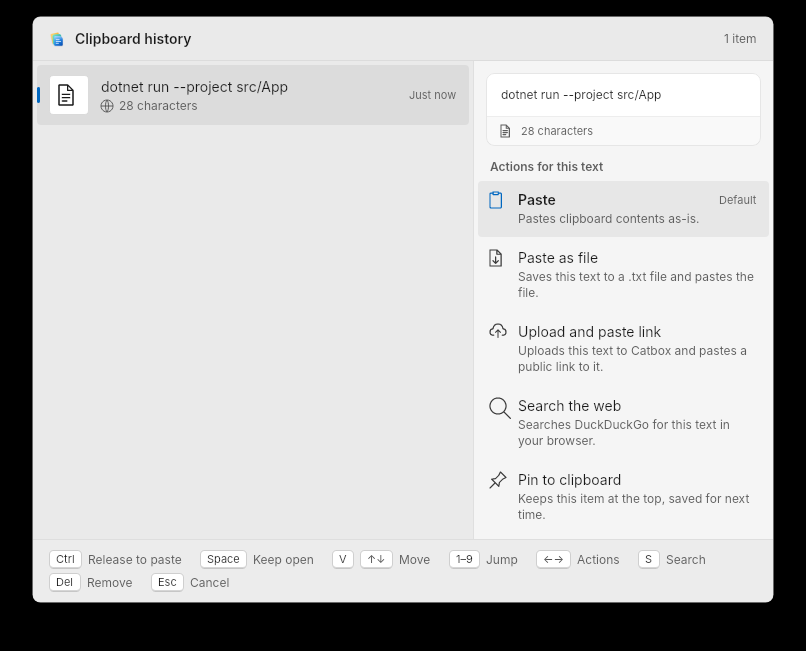 Clipboard history
1 item
dotnet run --project src/App
28 characters
Just now
dotnet run --project src/App
28 characters
Actions for this text
Paste
Default
Pastes clipboard contents as-is.
Paste as file
Saves this text to a .txt file and pastes the
file.
Upload and paste link
Uploads this text to Catbox and pastes a
public link to it.
Search the web
Searches DuckDuckGo for this text in
your browser.
Pin to clipboard
Keeps this item at the top, saved for next
time.
Ctrl Release to paste Space Keep open V ↑↓ Move 1–9 Jump ←→ Actions S Search
Del Remove Esc Cancel